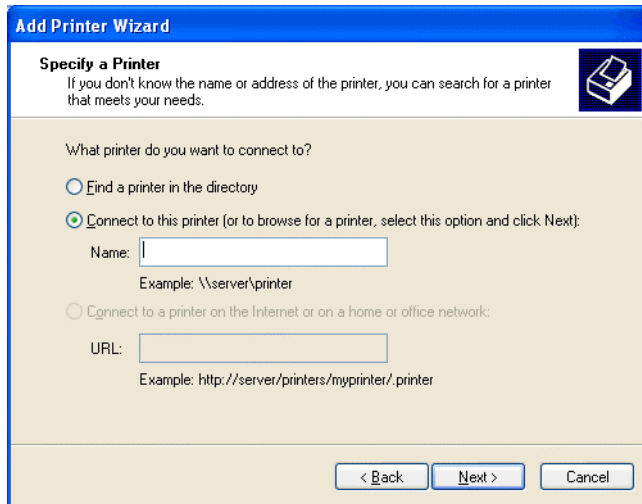 Add Printer Wizard
Specify a Printer
If you don't know the name or address of the printer, you can search for a printer
that meets your needs.
What printer do you want to connect to?
Find a printer in the directory
Connect to this printer (or to browse for a printer, select this option and click Next):
Name:
Example: \\server\printer
Connect to a printer on the Internet or on a home or office network:
URL:
Example: http://server/printers/myprinter/.printer
< Back Next > Cancel